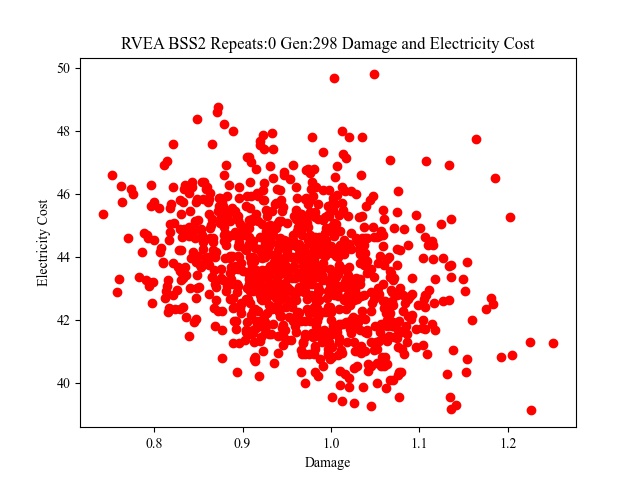 RVEA BSS2 Repeats:0 Gen:298 Damage and Electricity Cost
50
48
46
44
42
40
Electricity Cost
0.8 0.9 1.0 1.1 1.2
Damage